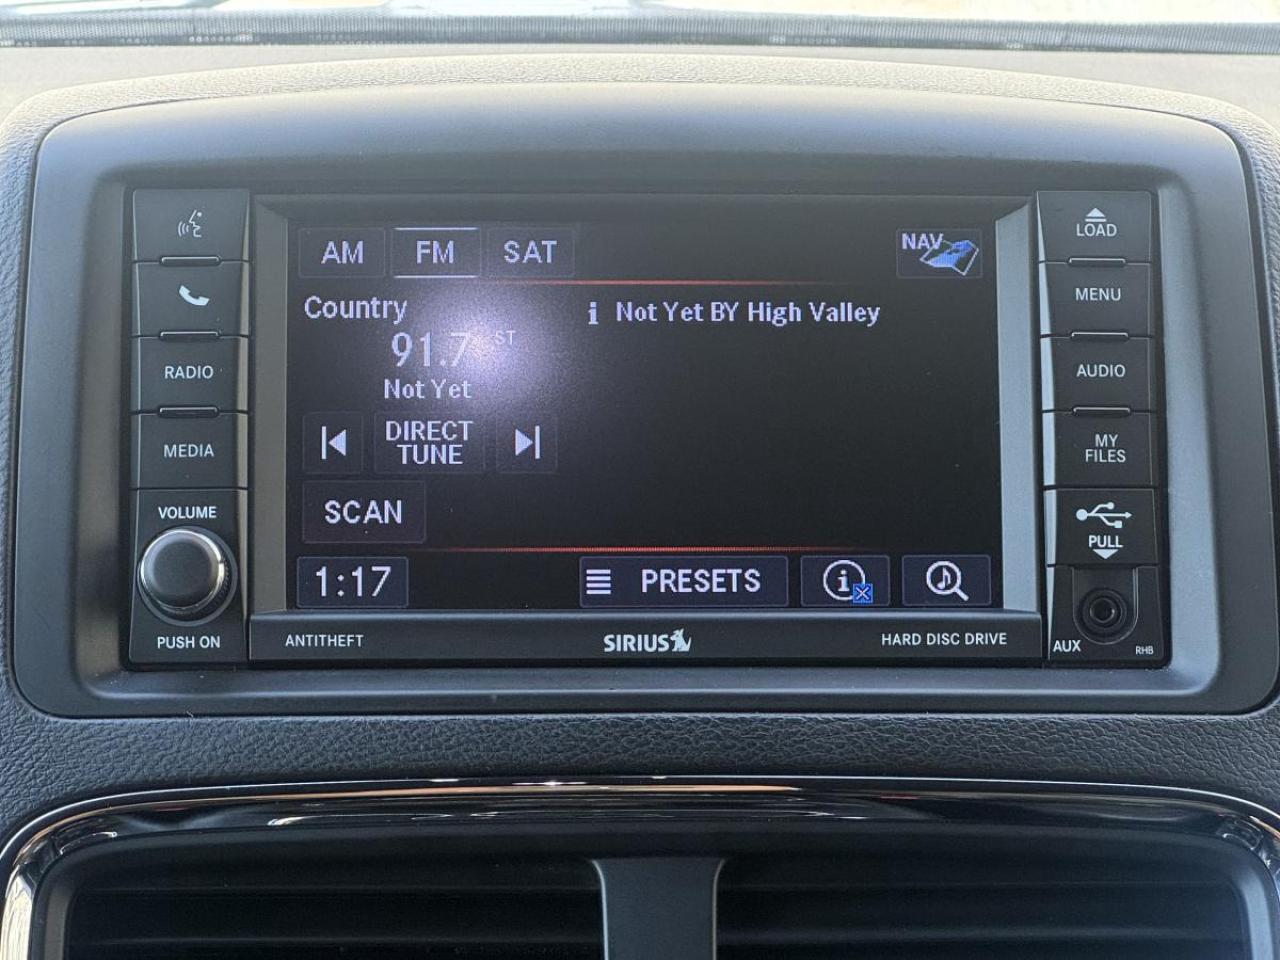 AM FM SAT NAV
Country
i Not Yet BY High Valley
91.7 ST
Not Yet
DIRECT
TUNE
SCAN
1:17 PRESETS i
RADIO
MEDIA
VOLUME
PUSH ON
ANTITHEFT SIRIUS HARD DISC DRIVE
LOAD
MENU
AUDIO
MY
FILES
PULL
AUX RHB